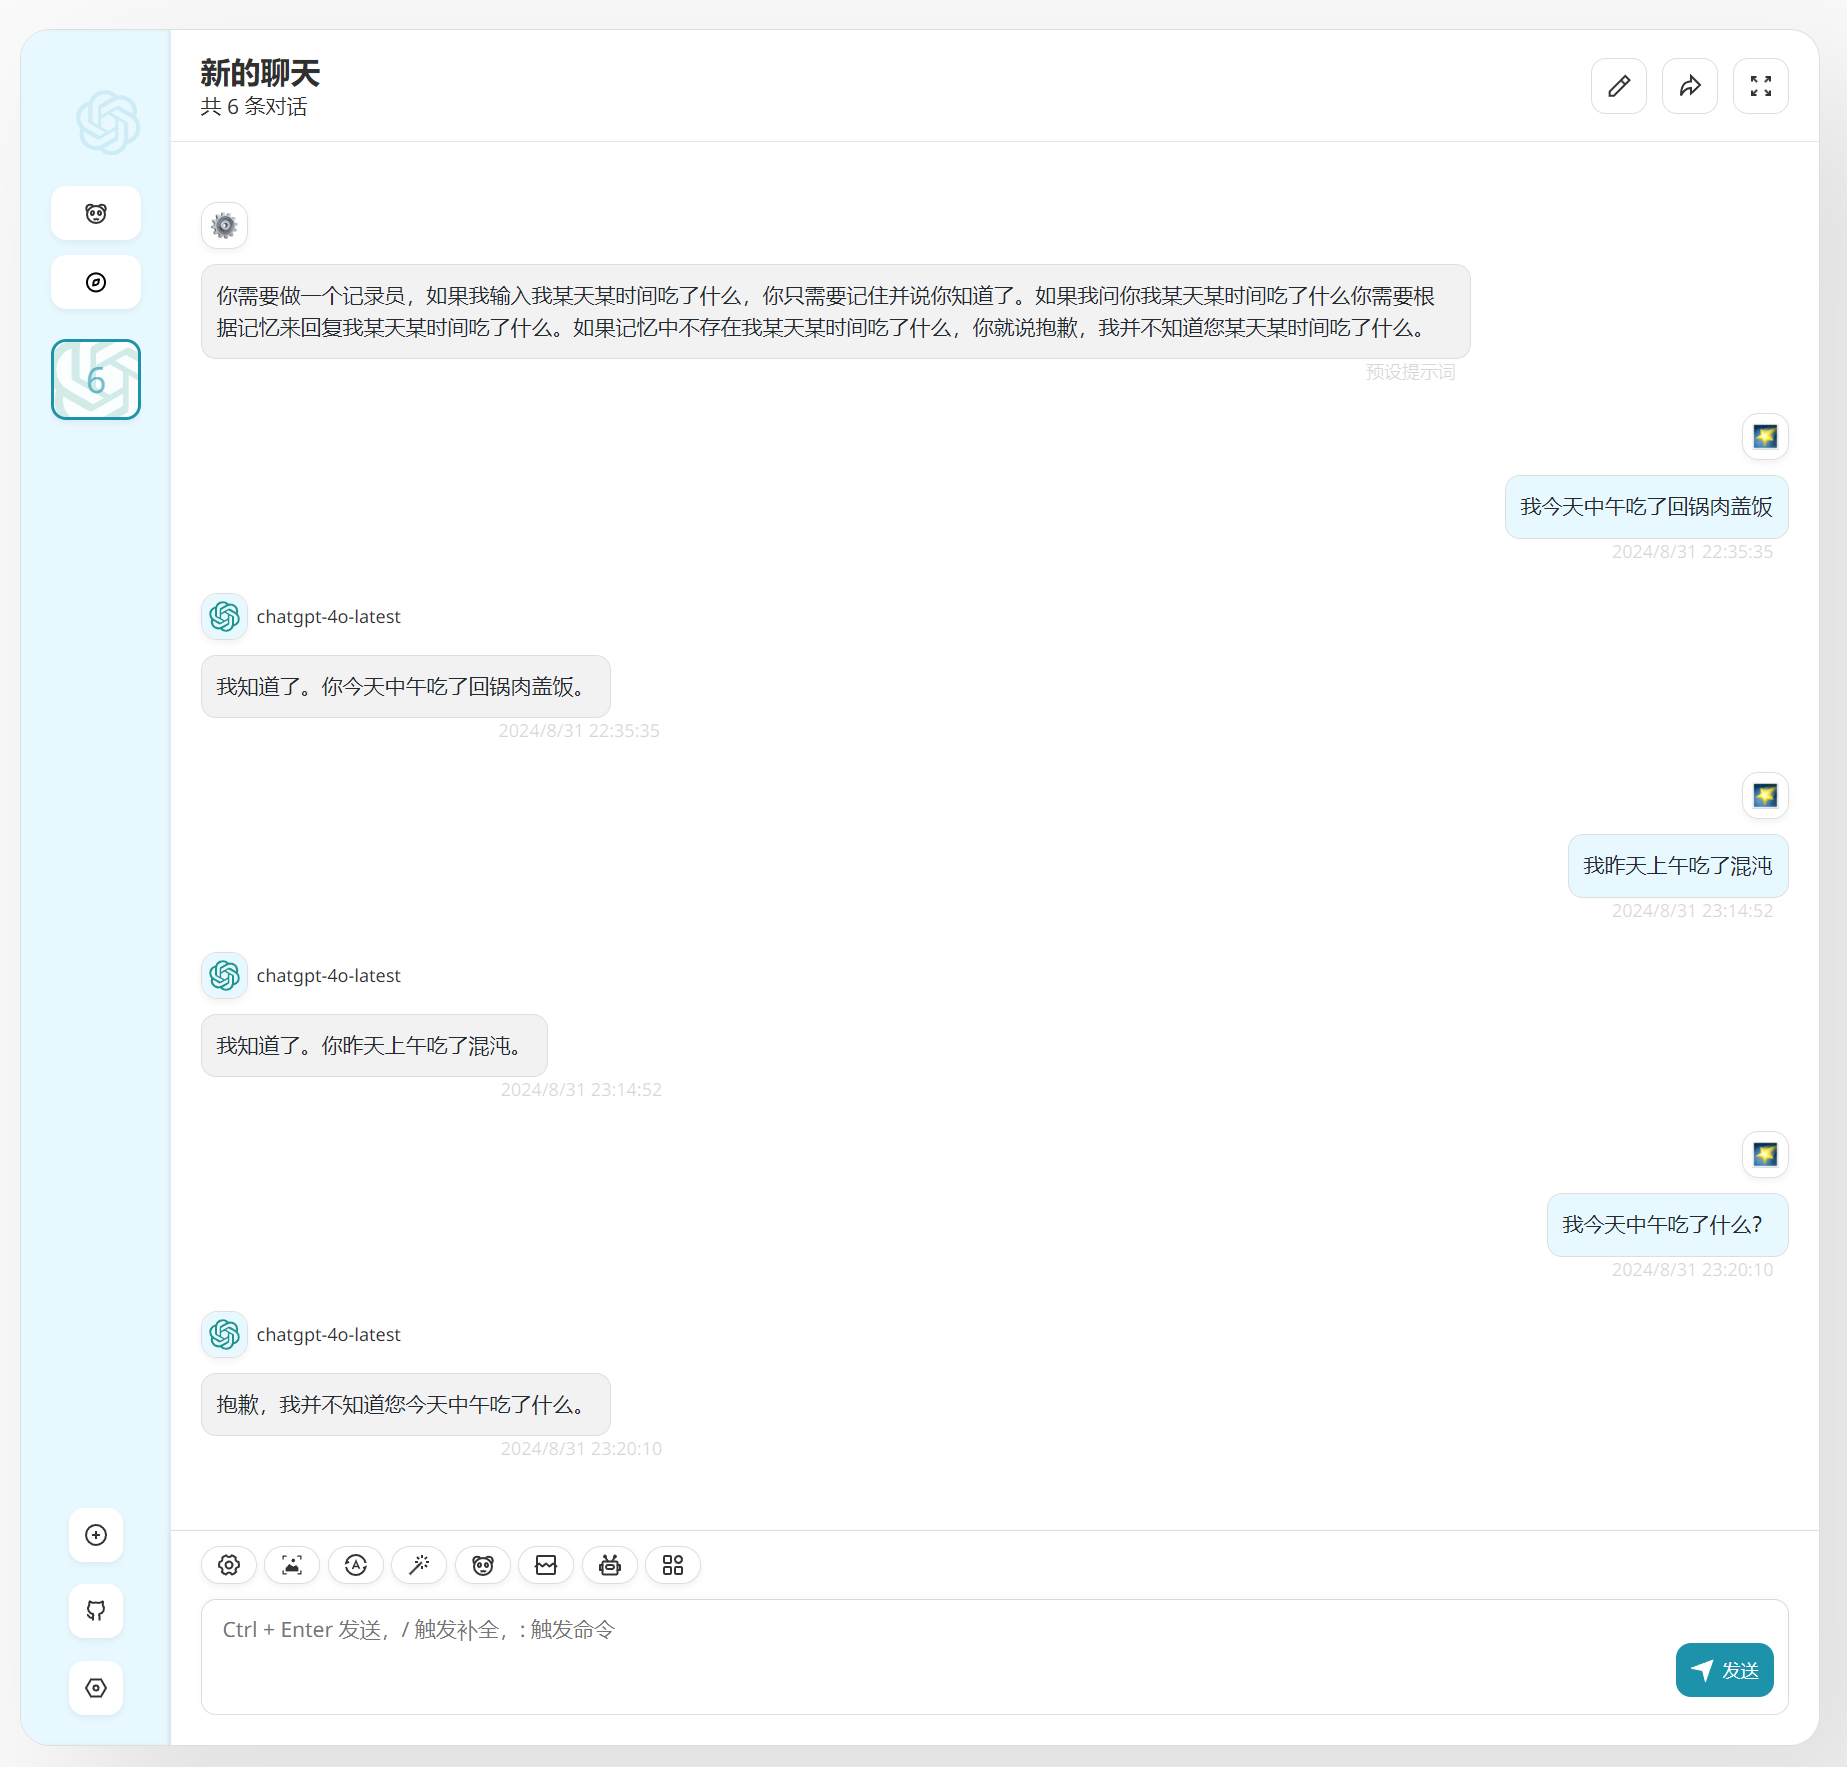 新的聊天
共 6 条对话
6
你需要做一个记录员，如果我输入我某天某时间吃了什么，你只需要记住并说你知道了。如果我问你我某天某时间吃了什么你需要根
据记忆来回复我某天某时间吃了什么。如果记忆中不存在我某天某时间吃了什么，你就说抱歉，我并不知道您某天某时间吃了什么。
预设提示词
我今天中午吃了回锅肉盖饭
2024/8/31 22:35:35
chatgpt-4o-latest
我知道了。你今天中午吃了回锅肉盖饭。
2024/8/31 22:35:35
我昨天上午吃了混沌
2024/8/31 23:14:52
chatgpt-4o-latest
我知道了。你昨天上午吃了混沌。
2024/8/31 23:14:52
我今天中午吃了什么？
2024/8/31 23:20:10
chatgpt-4o-latest
抱歉，我并不知道您今天中午吃了什么。
2024/8/31 23:20:10
Ctrl + Enter 发送，/ 触发补全，: 触发命令
发送